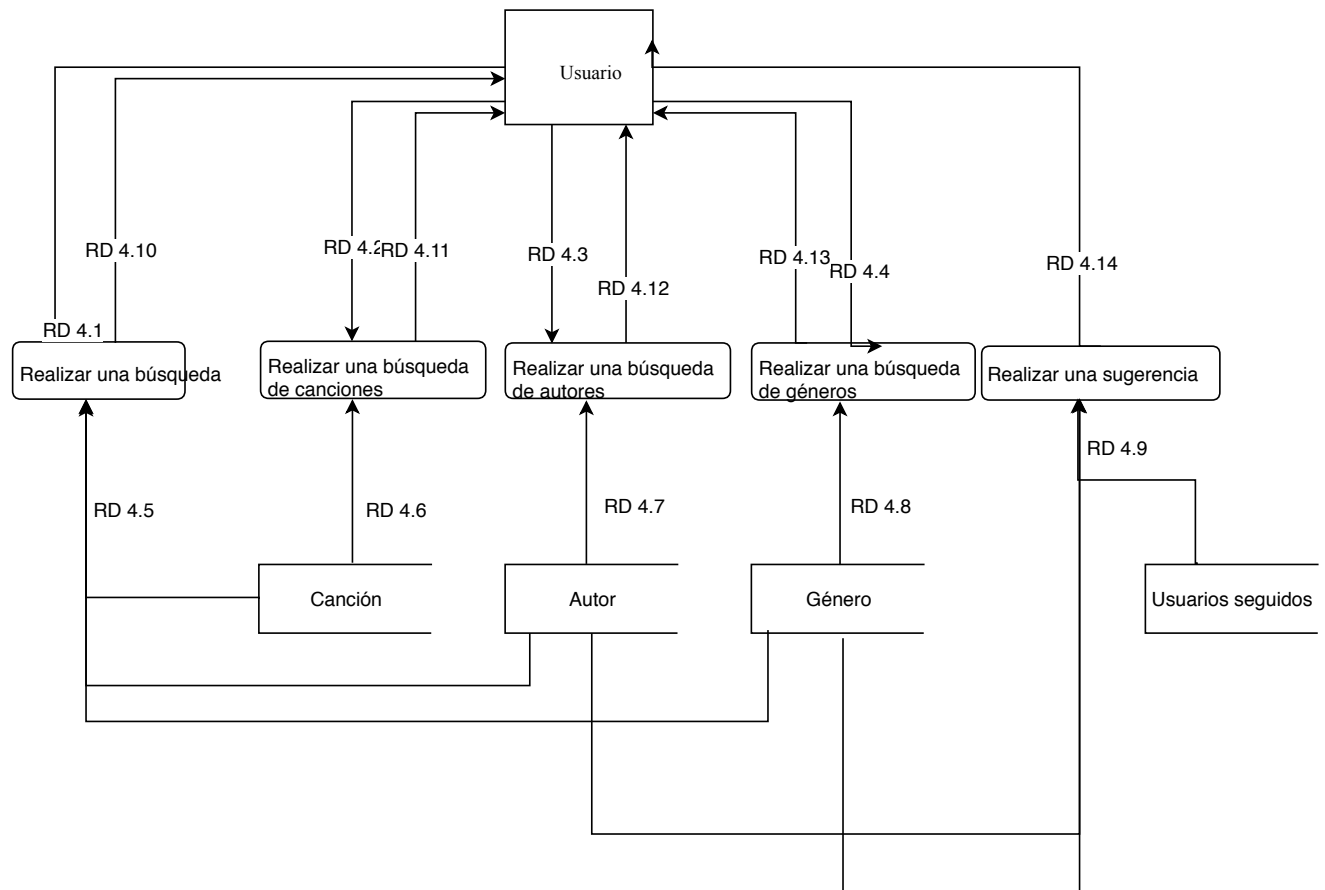 Usuario
RD 4.10
RD 4.2
RD 4.11
RD 4.3
RD 4.13
RD 4.4
RD 4.14
RD 4.12
RD 4.1
Realizar una búsqueda
Realizar una búsqueda
de canciones
Realizar una búsqueda
de autores
Realizar una búsqueda
de géneros
Realizar una sugerencia
RD 4.9
RD 4.5
RD 4.6
RD 4.7
RD 4.8
Canción
Autor
Género
Usuarios seguidos